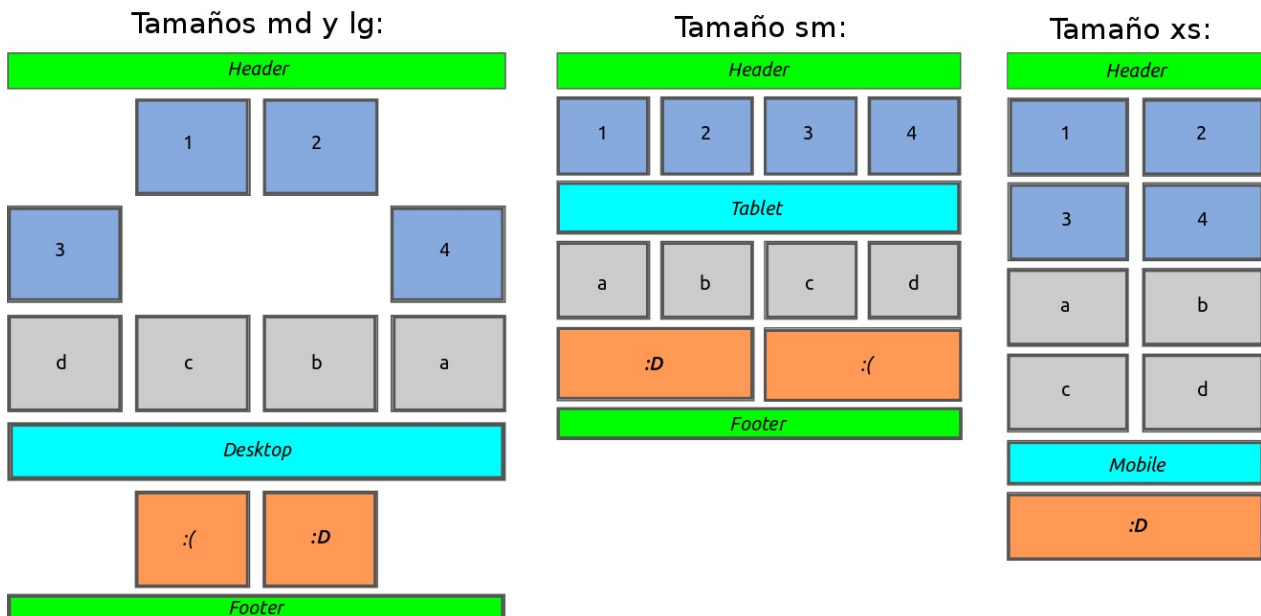 Tamaños md y lg:
Header
1 2
3 4
d c b a
Desktop
:( :D
Footer
Tamaño sm:
Header
1 2 3 4
Tablet
a b c d
:D :(
Footer
Tamaño xs:
Header
1 2
3 4
a b
c d
Mobile
:D